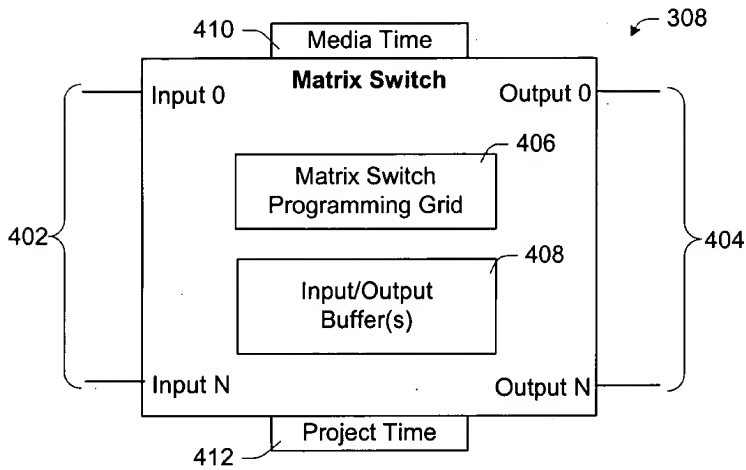 410
Media Time
308
Matrix Switch
Input 0
Output 0
406
Matrix Switch
Programming Grid
402
404
408
Input/Output
Buffer(s)
Input N
Output N
412
Project Time